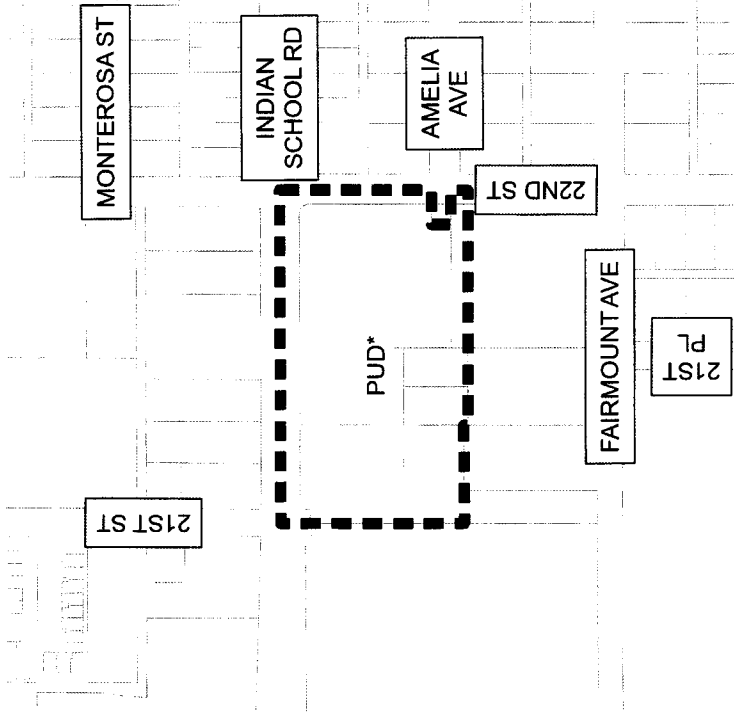 MONTEROSA ST
INDIAN
SCHOOL RD
AMELIA
AVE
22ND ST
21ST ST
PUD*
FAIRMOUNT AVE
21ST
PL